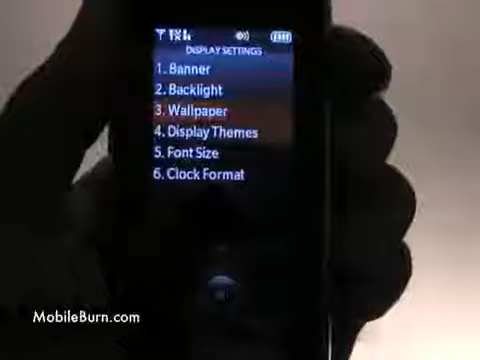 DISPLAY SETTINGS
1. Banner
2. Backlight
3. Wallpaper
4. Display Themes
5. Font Size
6. Clock Format
MobileBurn.com